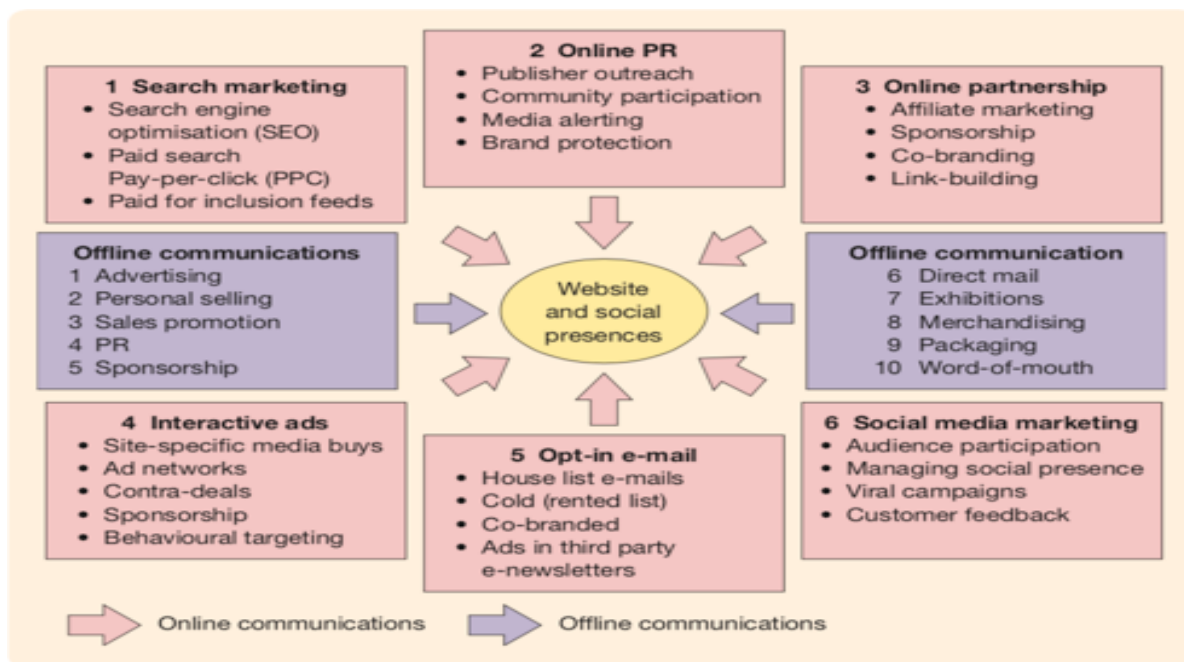 1 Search marketing
• Search engine
optimisation (SEO)
• Paid search
Pay-per-click (PPC)
• Paid for inclusion feeds
2 Online PR
• Publisher outreach
• Community participation
• Media alerting
• Brand protection
3 Online partnership
• Affiliate marketing
• Sponsorship
• Co-branding
• Link-building
Offline communications
1 Advertising
2 Personal selling
3 Sales promotion
4 PR
5 Sponsorship
Website
and social
presences
Offline communication
6 Direct mail
7 Exhibitions
8 Merchandising
9 Packaging
10 Word-of-mouth
4 Interactive ads
• Site-specific media buys
• Ad networks
• Contra-deals
• Sponsorship
• Behavioural targeting
5 Opt-in e-mail
• House list e-mails
• Cold (rented list)
• Co-branded
• Ads in third party
e-newsletters
6 Social media marketing
• Audience participation
• Managing social presence
• Viral campaigns
• Customer feedback
Online communications
Offline communications